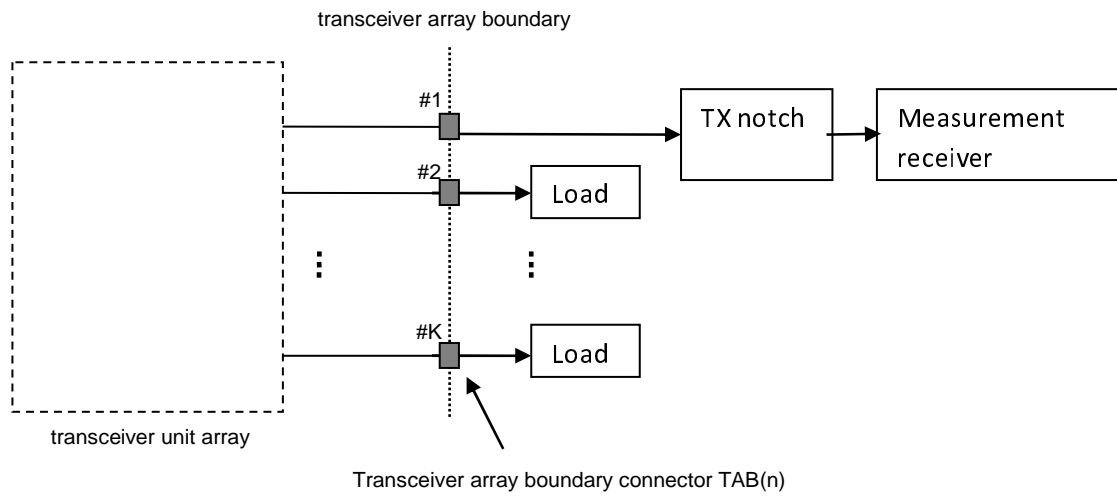 transceiver array boundary
#1
TX notch
Measurement
receiver
#2
Load
#K
Load
transceiver unit array
Transceiver array boundary connector TAB(n)